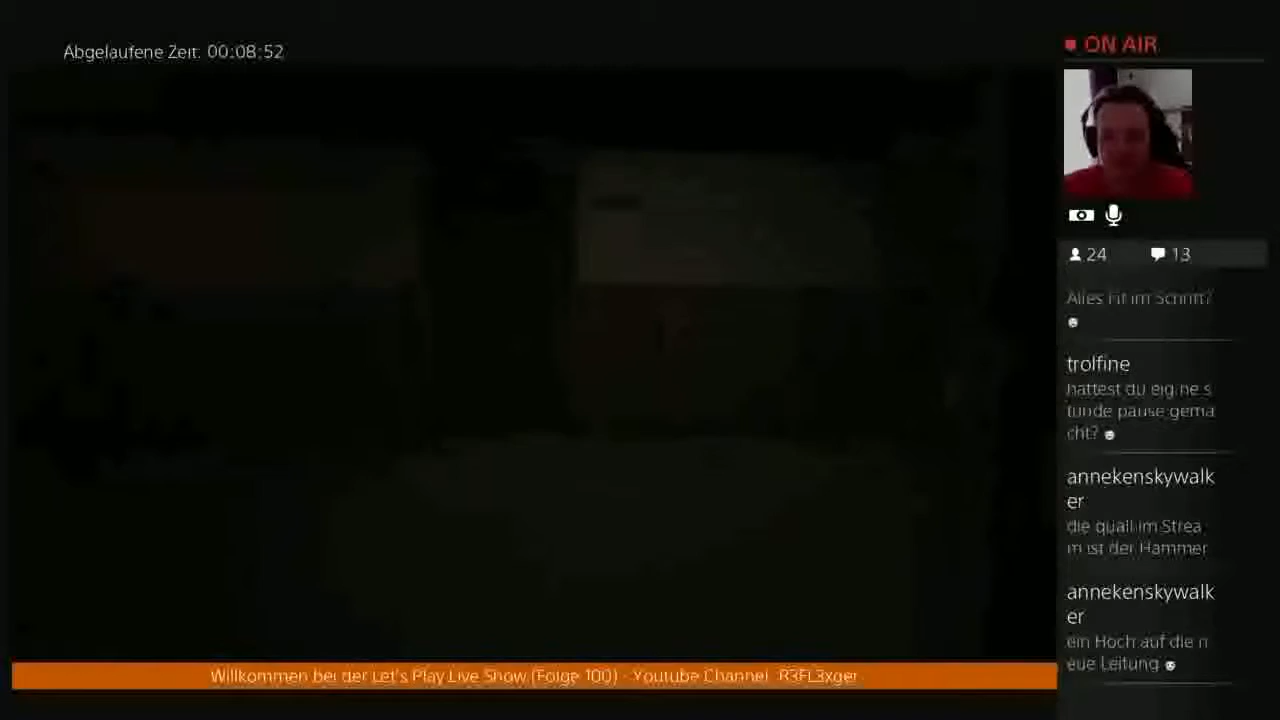 Abgelaufene Zeit: 00:08:52
ON AIR
24 13
Alles Fit im Schritt?
trolfine
hattest du eig ne s
tunde pause gema
cht?
annekenskywalk
er
die quali im Strea
m ist der Hammer
annekenskywalk
er
ein Hoch auf die n
eue Leitung
Willkommen bei der Let's Play Live Show (Folge 100) - Youtube Channel: R3FL3xger